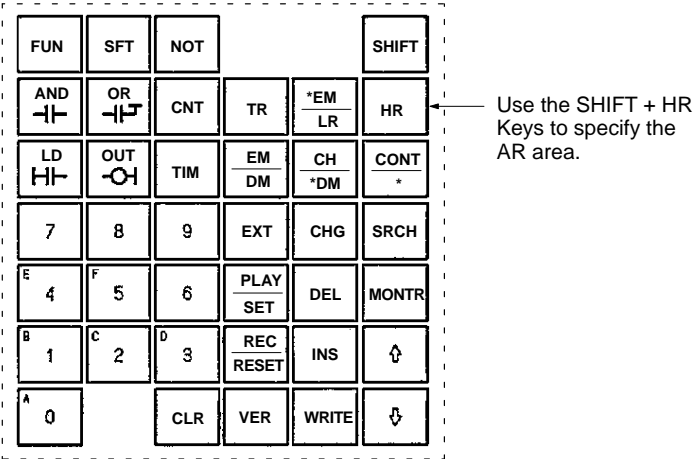 FUN SFT NOT SHIFT
AND OR CNT TR *EM LR HR
Use the SHIFT + HR
Keys to specify the
AR area.
LD OUT TIM EM DM CH *DM CONT *
7 8 9 EXT CHG SRCH
E 4 F 5 6 PLAY SET DEL MONTR
B 1 C 2 D 3 REC RESET INS
A 0 CLR VER WRITE